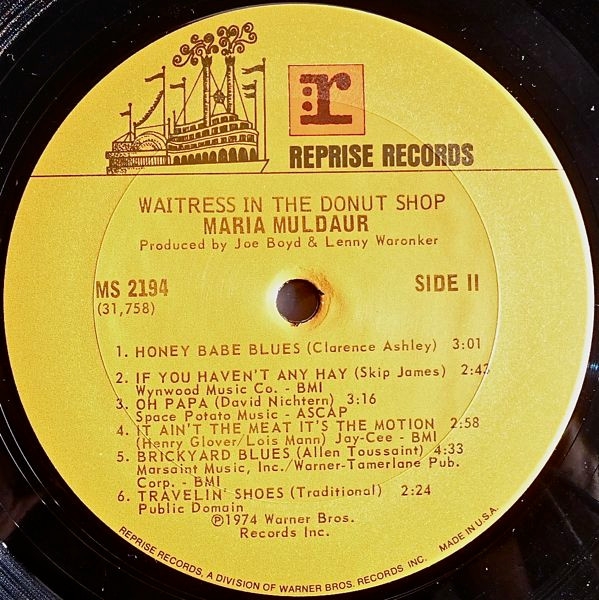 r
REPRISE RECORDS
WAITRESS IN THE DONUT SHOP
MARIA MULDAUR
Produced by Joe Boyd & Lenny Waronker
MS 2194
SIDE II
(31,758)
1. HONEY BABE BLUES (Clarence Ashley) 3:01
2. IF YOU HAVEN'T ANY HAY (Skip James) 2:43
Wynwood Music Co. - BMI
3. OH PAPA (David Nichtern) 3:16
Space Potato Music - ASCAP
4. IT AIN'T THE MEAT IT'S THE MOTION 2:58
(Henry Glover/Lois Mann) Jay-Cee - BMI
5. BRICKYARD BLUES (Allen Toussaint) 4:33
Marsaint Music, Inc./Warner-Tamerlane Pub.
Corp. - BMI
6. TRAVELIN' SHOES (Traditional) 2:24
Public Domain
℗1974 Warner Bros.
Records Inc.
REPRISE RECORDS, A DIVISION OF WARNER BROS. RECORDS INC. MADE IN U.S.A.